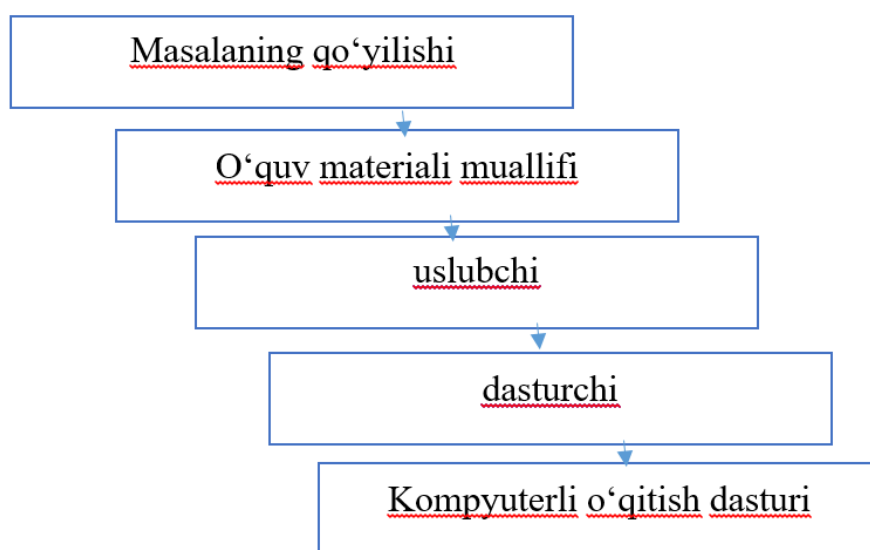 Masalaning qo‘yilishi
O‘quv materiali muallifi
uslubchi
dasturchi
Kompyuterli o‘qitish dasturi